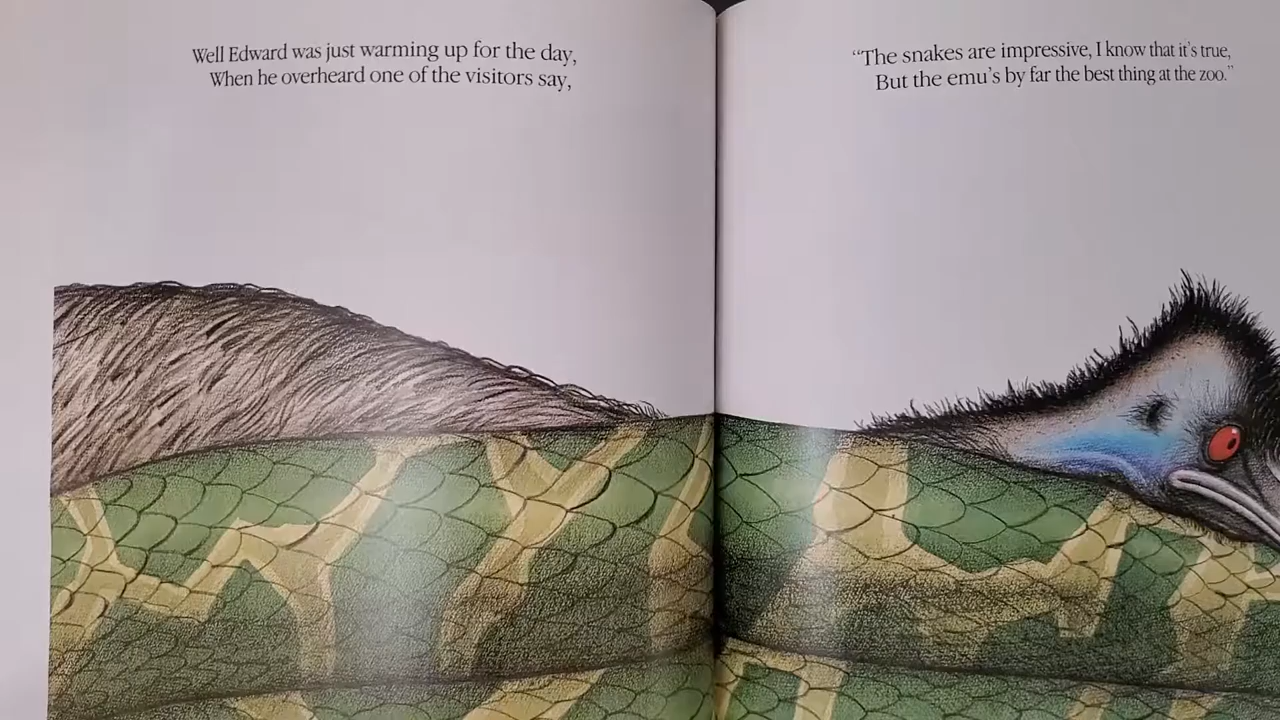 Well Edward was just warming up for the day,
When he overheard one of the visitors say,
“The snakes are impressive, I know that it's true,
But the emu's by far the best thing at the zoo.”